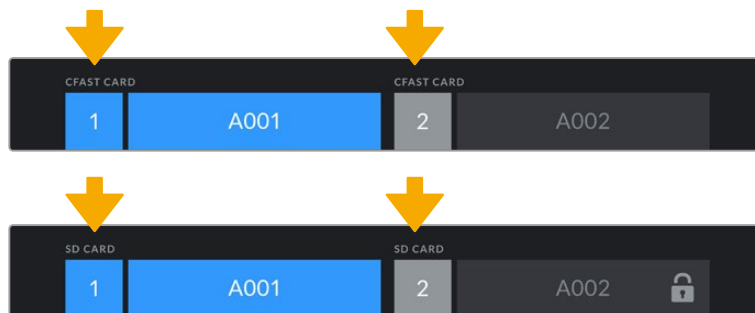 CFAST CARD CFAST CARD
1 A001 2 A002
SD CARD SD CARD
1 A001 2 A002